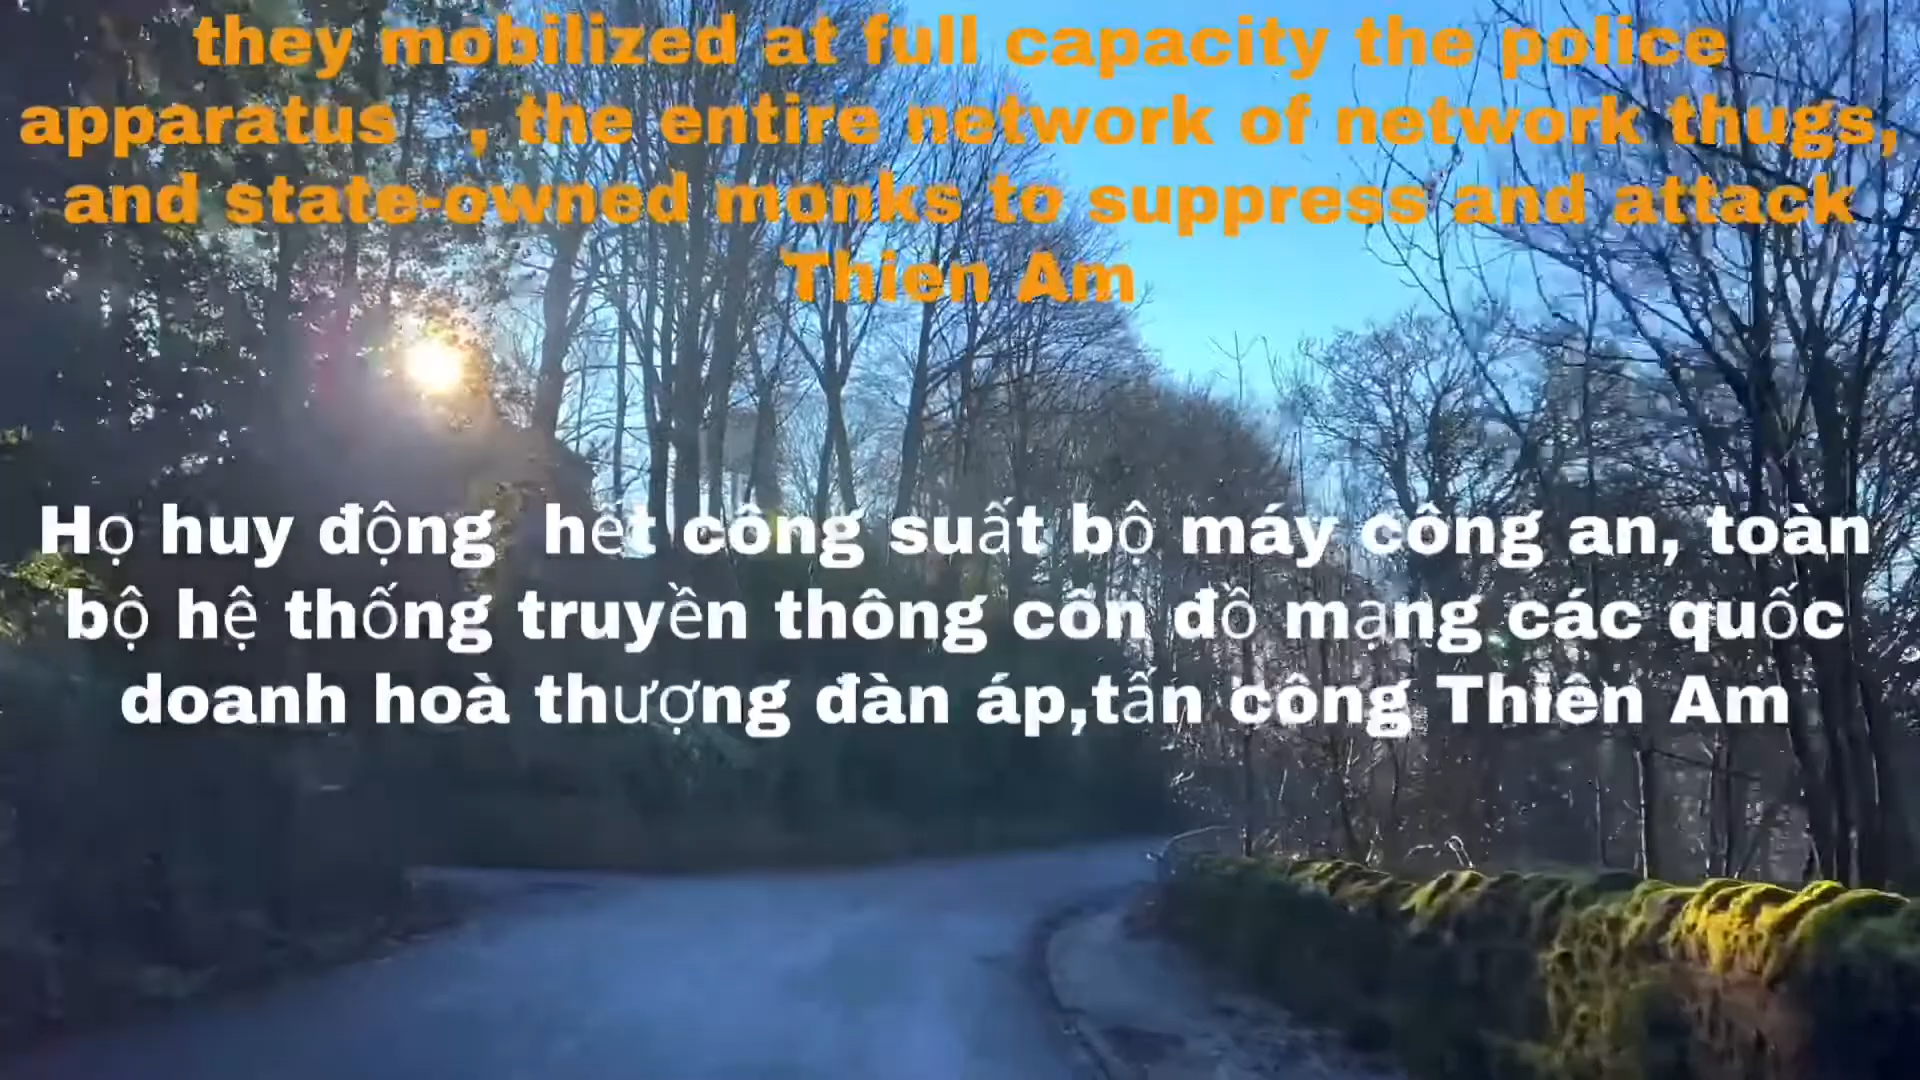 they mobilized at full capacity the police
apparatus , the entire network of network thugs,
and state-owned monks to suppress and attack
Thien Am
Họ huy động hết công suất bộ máy công an, toàn
bộ hệ thống truyền thông côn đồ mạng các quốc
doanh hoà thượng đàn áp,tấn công Thiên Am